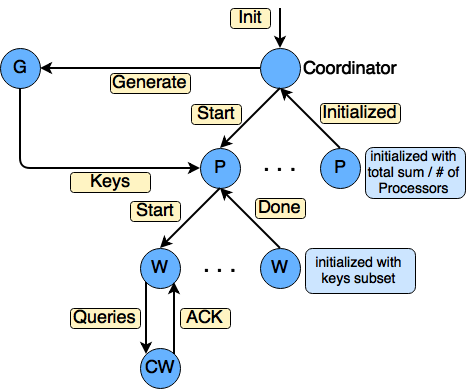 Init
G
Coordinator
Generate
Start
Initialized
P
. . .
P
initialized with
total sum / # of
Processors
Keys
Start
Done
W
. . .
W
initialized with
keys subset
Queries
ACK
CW